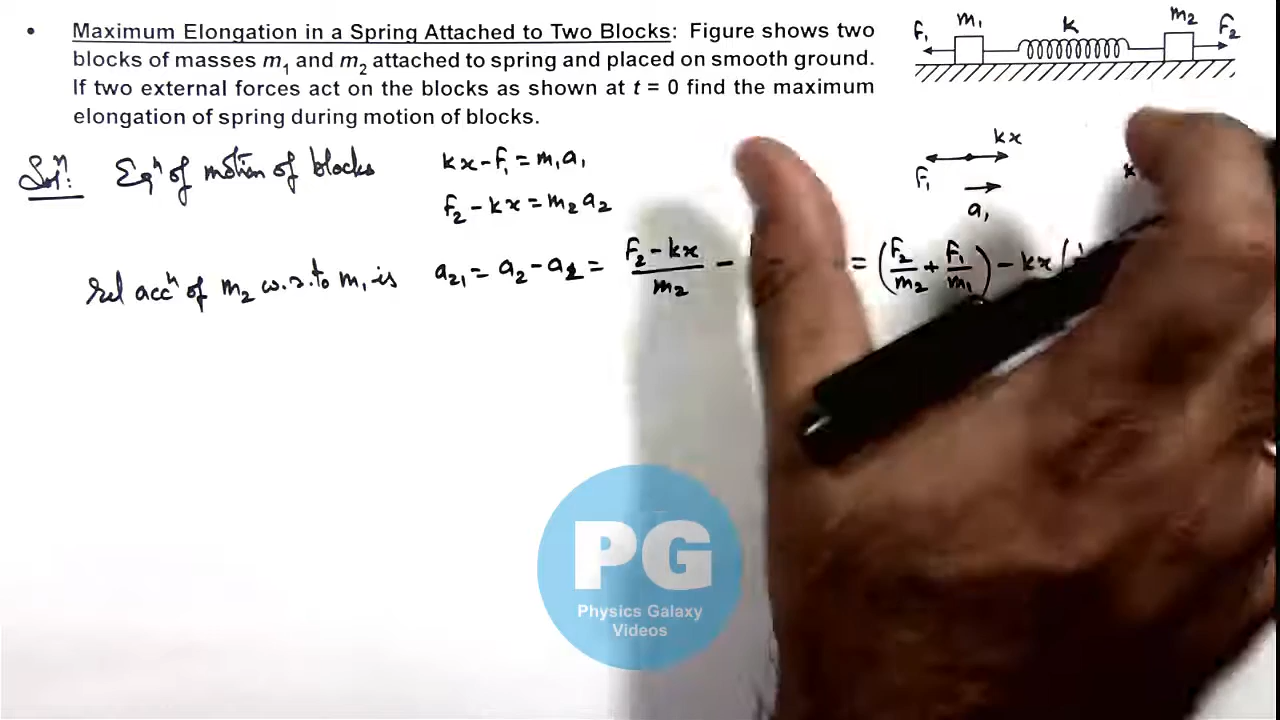 • Maximum Elongation in a Spring Attached to Two Blocks: Figure shows two
blocks of masses m₁ and m₂ attached to spring and placed on smooth ground.
If two external forces act on the blocks as shown at t = 0 find the maximum
elongation of spring during motion of blocks.
F₁ m₁ k m₂ F₂
Solⁿ: Eqⁿ of motion of blocks kx - F₁ = m₁a₁
F₂ - kx = m₂a₂
kx
F₁
a₁
rel accⁿ of m₂ w.r.to m₁ is a₂₁ = a₂ - a₁ = (F₂ - kx)/m₂ - = (F₂/m₂ + F₁/m₁) - kx (
PG
Physics Galaxy
Videos